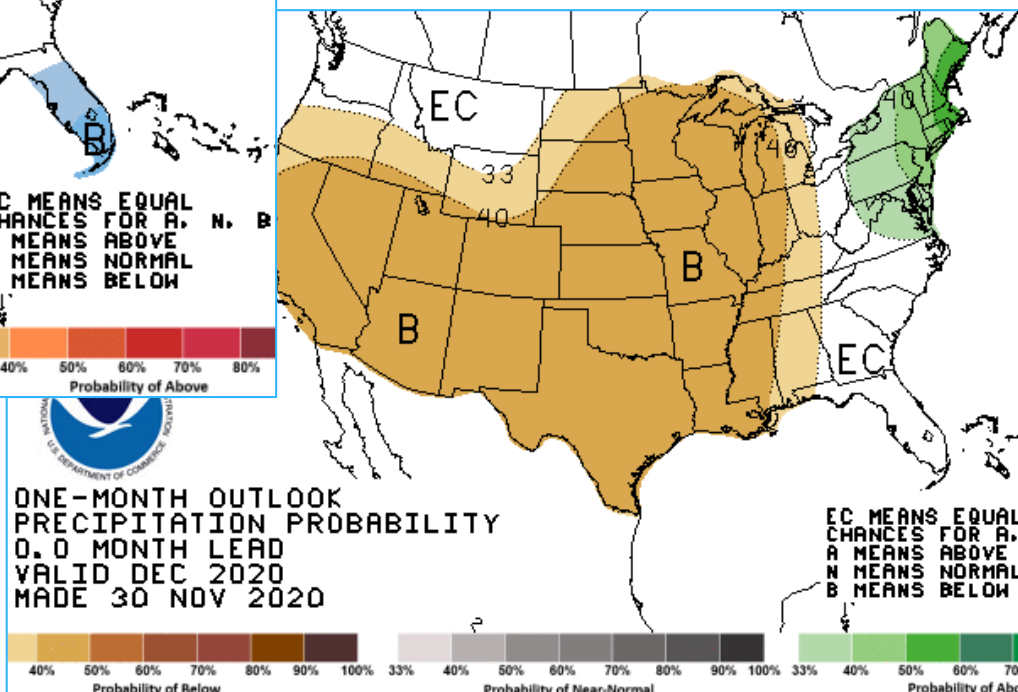 B
C MEANS EQUAL
CHANCES FOR A, N, B
MEANS ABOVE
MEANS NORMAL
MEANS BELOW
40% 50% 60% 70% 80%
Probability of Above
EC
33
40
B
B
40
40
A
EC
U.S. DEPARTMENT OF COMMERCE
ONE-MONTH OUTLOOK
PRECIPITATION PROBABILITY
0.0 MONTH LEAD
VALID DEC 2020
MADE 30 NOV 2020
EC MEANS EQUAL
CHANCES FOR A,
A MEANS ABOVE
N MEANS NORMAL
B MEANS BELOW
40% 50% 60% 70% 80% 90% 100%
Probability of Below
33% 40% 50% 60% 70% 80% 90% 100%
Probability of Near-Normal
33% 40% 50% 60% 70
Probability of Abo